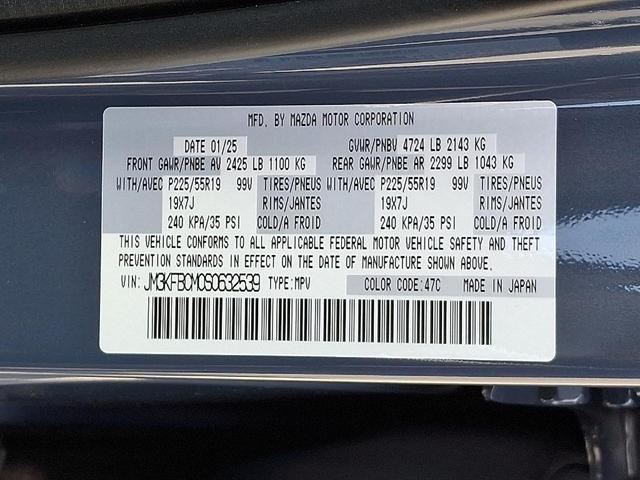 MFD. BY MAZDA MOTOR CORPORATION
DATE 01/25 GVWR/PNBV 4724 LB 2143 KG
FRONT GAWR/PNBE AV 2425 LB 1100 KG REAR GAWR/PNBE AR 2299 LB 1043 KG
WITH/AVEC P225/55R19 99V TIRES/PNEUS WITH/AVEC P225/55R19 99V TIRES/PNEUS
19X7J RIMS/JANTES 19X7J RIMS/JANTES
240 KPA/35 PSI COLD/A FROID 240 KPA/35 PSI COLD/A FROID
THIS VEHICLE CONFORMS TO ALL APPLICABLE FEDERAL MOTOR VEHICLE SAFETY AND THEFT
PREVENTION STANDARDS IN EFFECT ON THE DATE OF MANUFACTURE SHOWN ABOVE.
VIN: JM3KFBCM0S0632539 TYPE:MPV COLOR CODE:47C MADE IN JAPAN